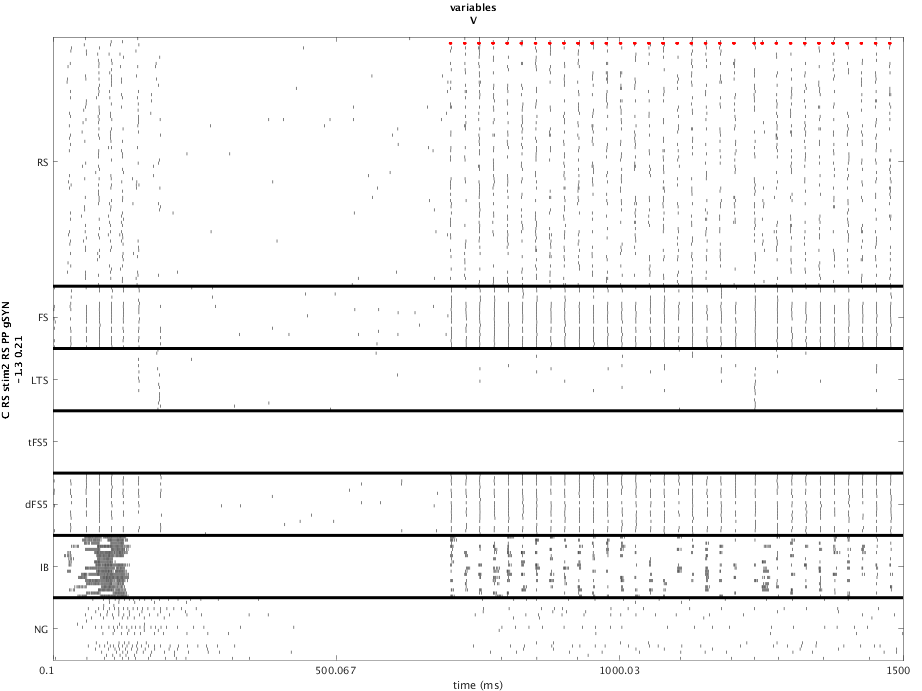 variables
V
C RS stim2 RS PP gSYN
-1.3 0.21
RS
FS
LTS
tFS5
dFS5
IB
NG
0.1
500.067
1000.03
1500
time (ms)